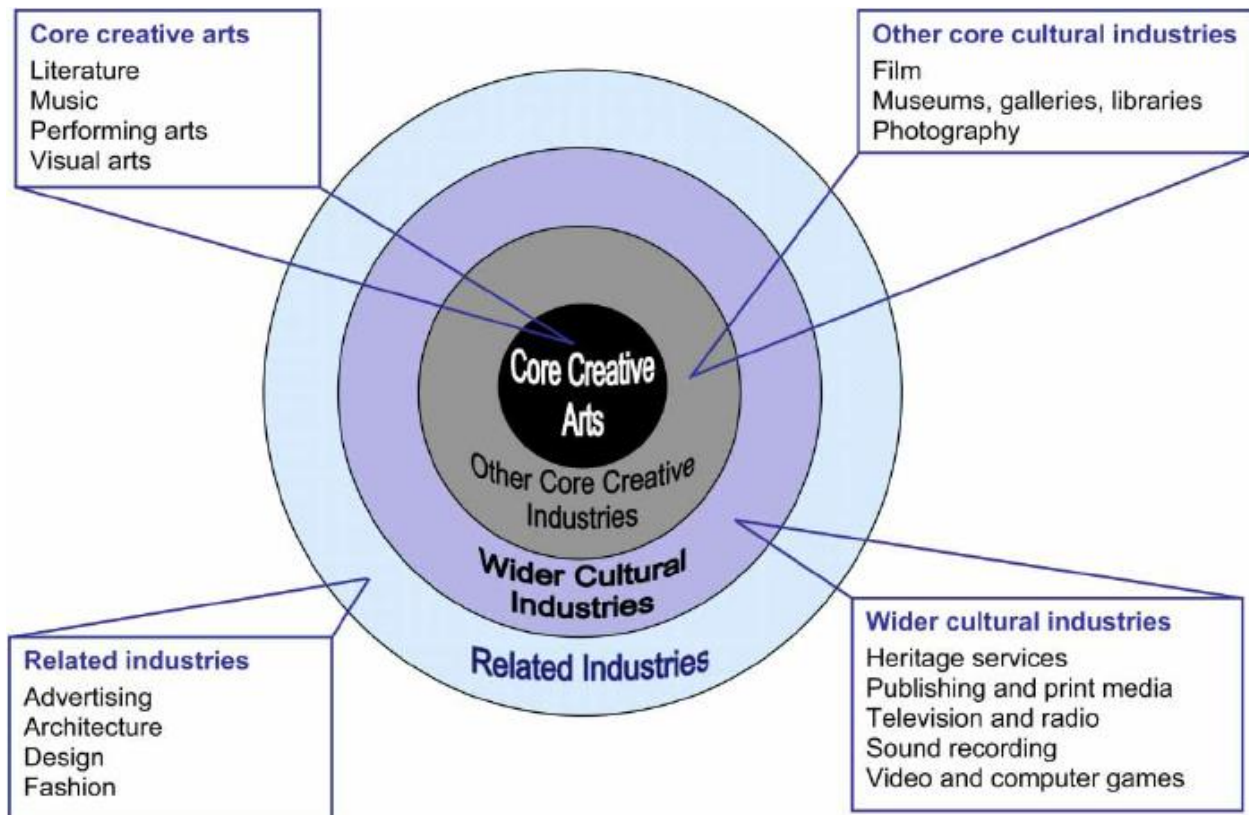 Core creative arts
Literature
Music
Performing arts
Visual arts
Other core cultural industries
Film
Museums, galleries, libraries
Photography
Core Creative
Arts
Other Core Creative
Industries
Wider Cultural
Industries
Related Industries
Related industries
Advertising
Architecture
Design
Fashion
Wider cultural industries
Heritage services
Publishing and print media
Television and radio
Sound recording
Video and computer games